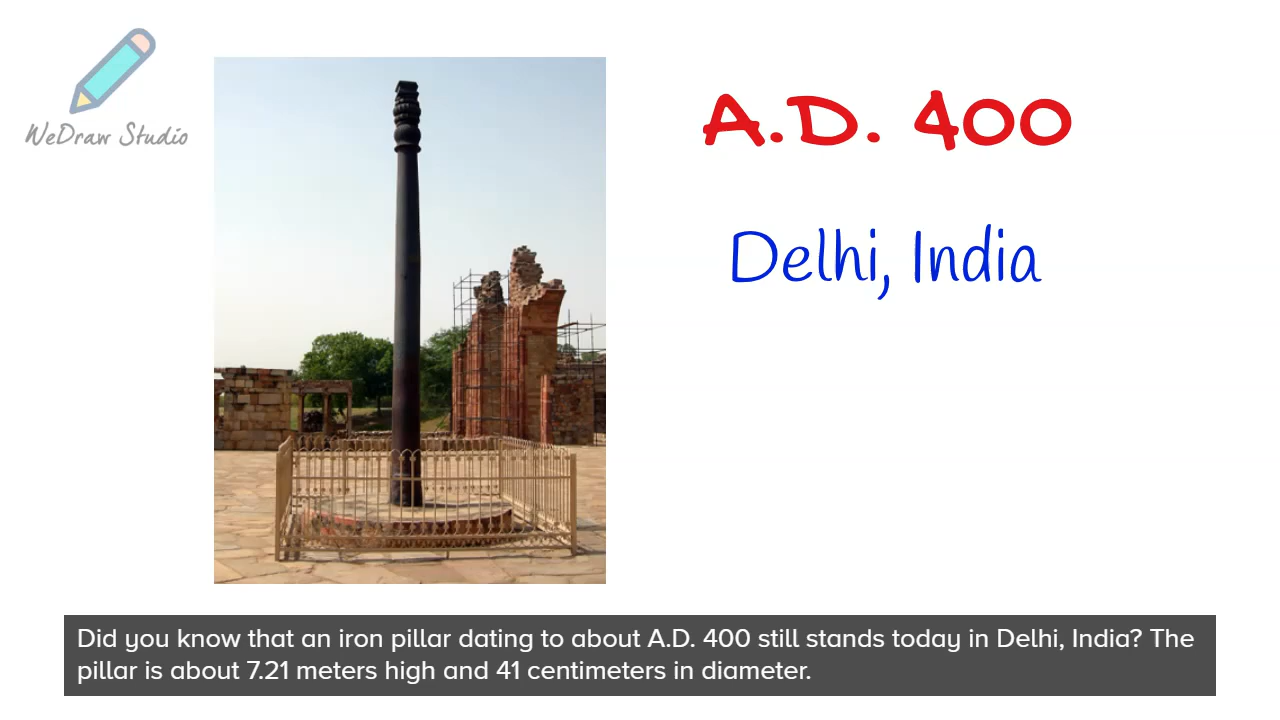 WeDraw Studio
A.D. 400
Delhi, India
Did you know that an iron pillar dating to about A.D. 400 still stands today in Delhi, India? The
pillar is about 7.21 meters high and 41 centimeters in diameter.